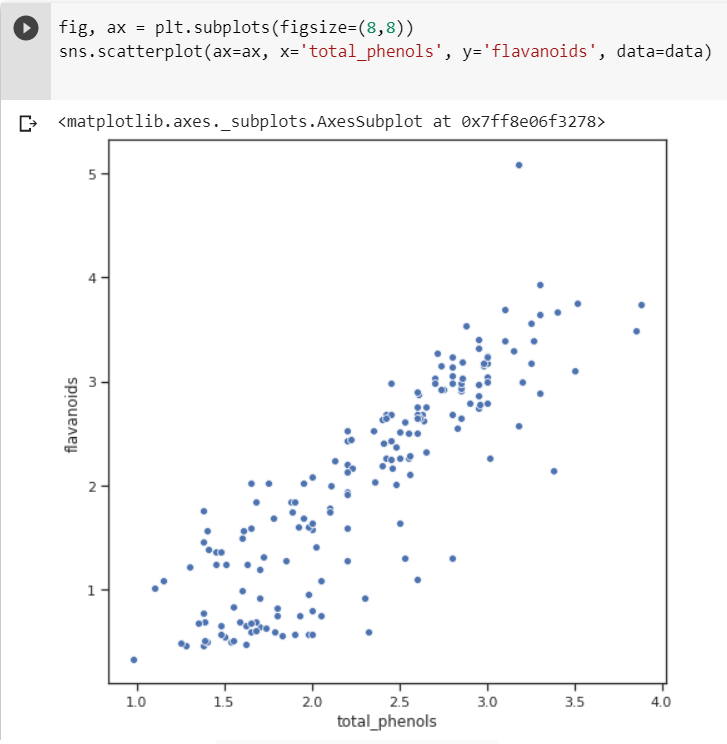 fig, ax = plt.subplots(figsize=(8,8))
sns.scatterplot(ax=ax, x='total_phenols', y='flavanoids', data=data)
<matplotlib.axes._subplots.AxesSubplot at 0x7ff8e06f3278>
5
4
3
2
1
flavanoids
1.0 1.5 2.0 2.5 3.0 3.5 4.0
total_phenols